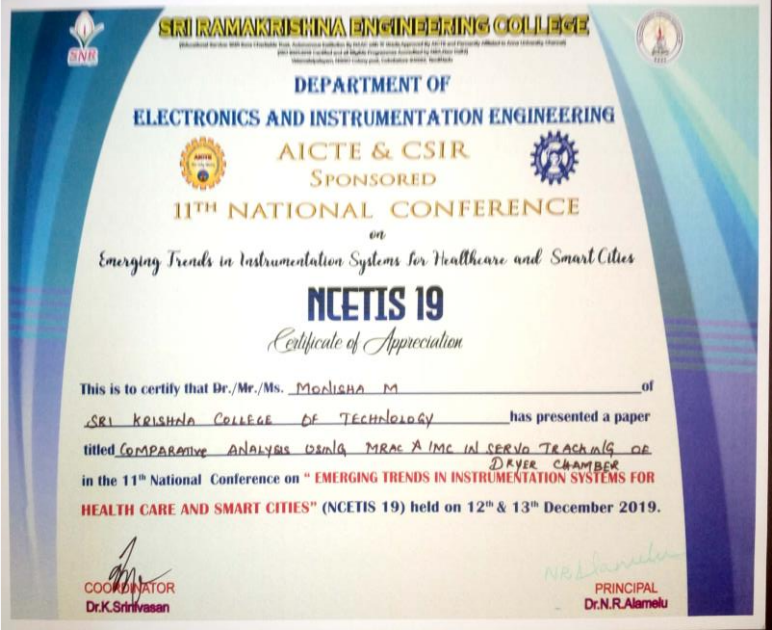 SRI RAMAKRISHNA ENGINEERING COLLEGE
SNR
DEPARTMENT OF
ELECTRONICS AND INSTRUMENTATION ENGINEERING
AICTE
AICTE & CSIR
SPONSORED
11TH NATIONAL CONFERENCE
on
Emerging Trends in Instrumentation Systems for Healthcare and Smart Cities
NCETIS 19
Certificate of Appreciation
This is to certify that Dr./Mr./Ms. MONISHA M of
SRI KRISHNA COLLEGE OF TECHNOLOGY has presented a paper
titled COMPARATIVE ANALYSIS USING MRAC & IMC IN SERVO TRACKING OF
DRYER CHAMBER
in the 11th National Conference on "EMERGING TRENDS IN INSTRUMENTATION SYSTEMS FOR
HEALTH CARE AND SMART CITIES" (NCETIS 19) held on 12th & 13th December 2019.
NRAlamelu
COORDINATOR
Dr.K.Srinivasan
PRINCIPAL
Dr.N.R.Alamelu